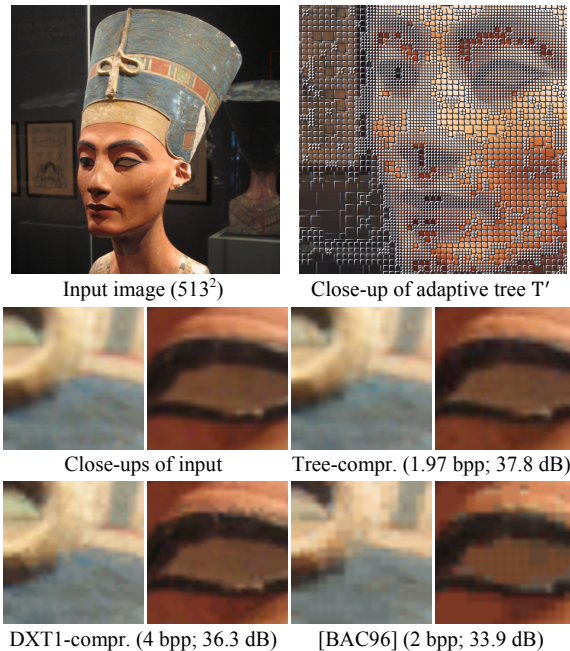 Input image (513²)
Close-up of adaptive tree T′
Close-ups of input
Tree-compr. (1.97 bpp; 37.8 dB)
DXT1-compr. (4 bpp; 36.3 dB)
[BAC96] (2 bpp; 33.9 dB)